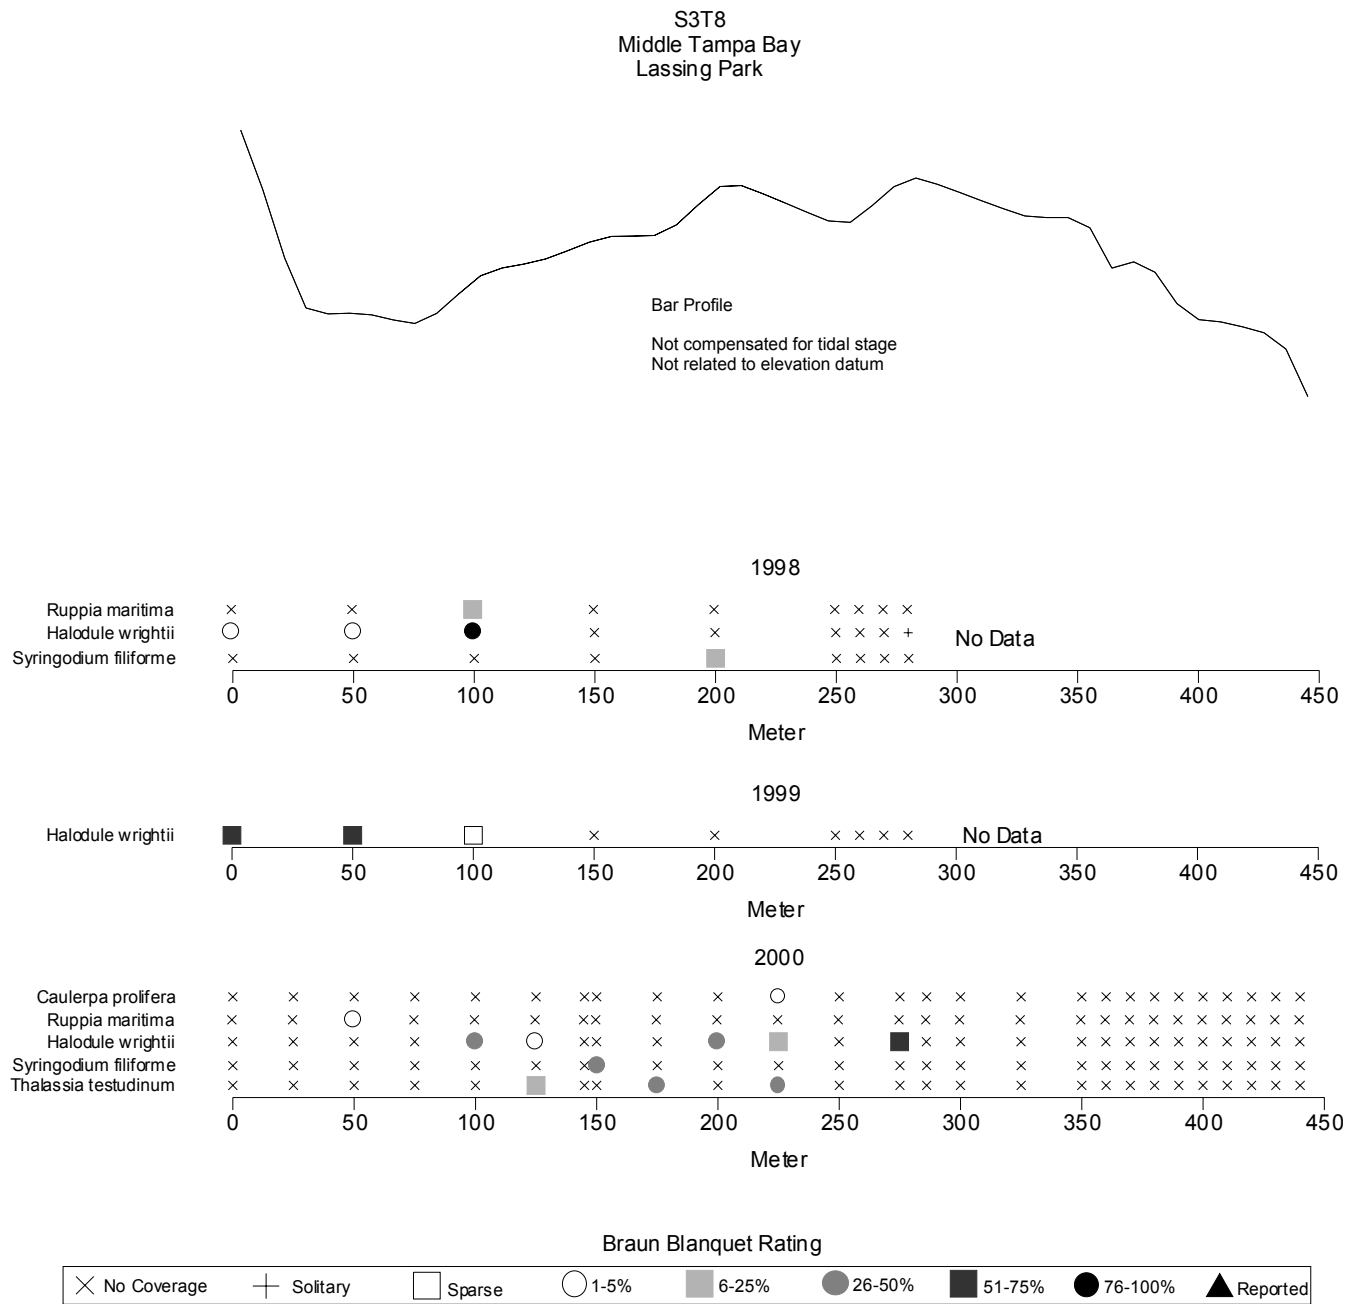 S3T8
Middle Tampa Bay
Lassing Park
Bar Profile
Not compensated for tidal stage
Not related to elevation datum
1998
Ruppia maritima
Halodule wrightii
No Data
Syringodium filiforme
0 50 100 150 200 250 300 350 400 450
Meter
1999
Halodule wrightii
No Data
0 50 100 150 200 250 300 350 400 450
Meter
2000
Caulerpa prolifera
Ruppia maritima
Halodule wrightii
Syringodium filiforme
Thalassia testudinum
0 50 100 150 200 250 300 350 400 450
Meter
Braun Blanquet Rating
No Coverage Solitary Sparse 1-5% 6-25% 26-50% 51-75% 76-100% Reported